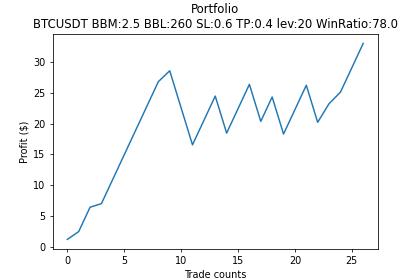 Portfolio
BTCUSDT BBM:2.5 BBL:260 SL:0.6 TP:0.4 lev:20 WinRatio:78.0
30
25
20
15
10
5
0
Profit ($)
0 5 10 15 20 25
Trade counts